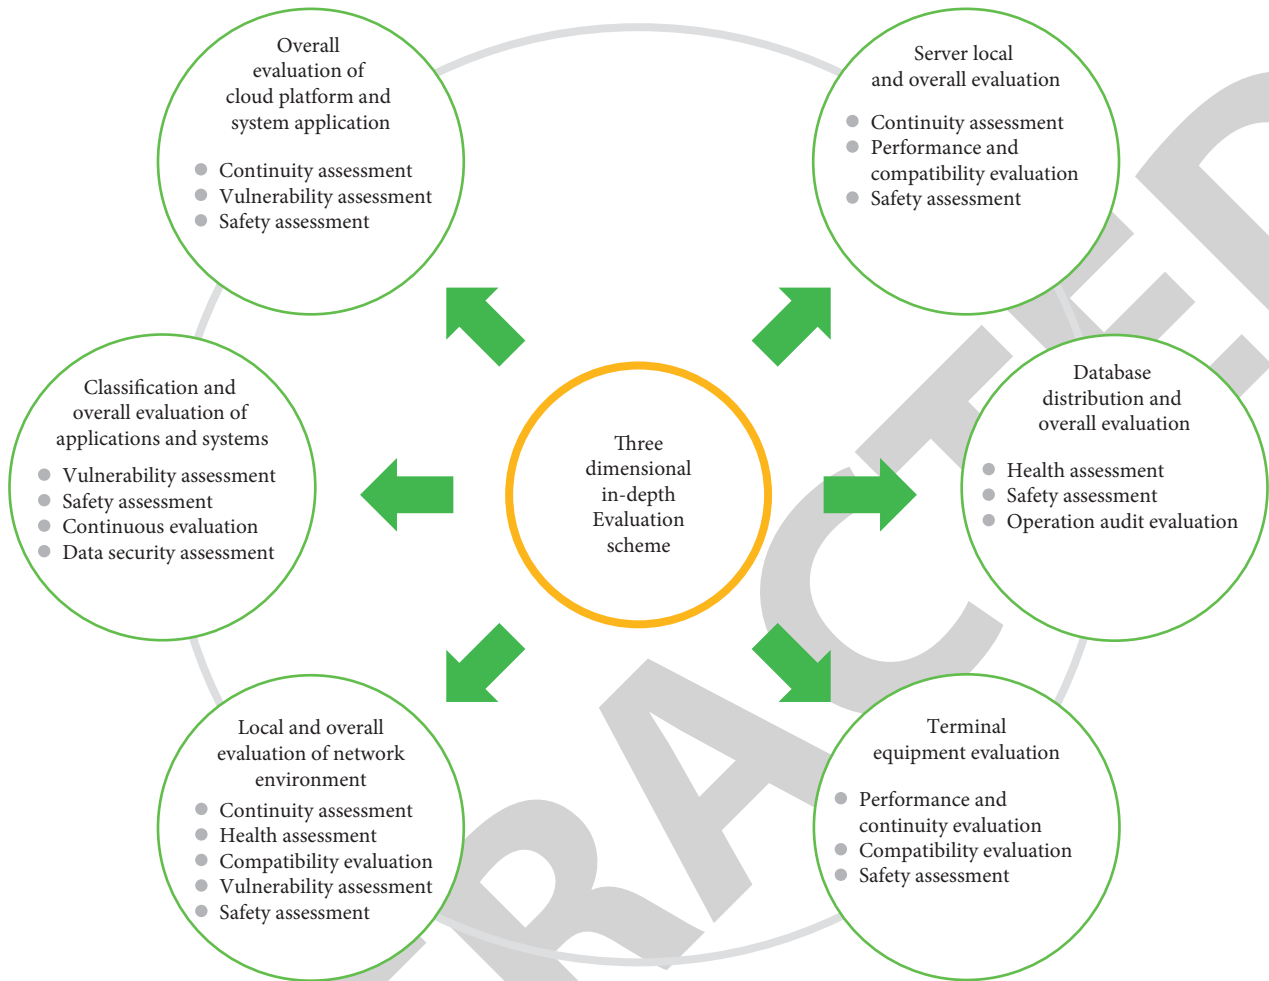 Overall
evaluation of
cloud platform and
system application
Continuity assessment
Vulnerability assessment
Safety assessment
Server local
and overall evaluation
Continuity assessment
Performance and
compatibility evaluation
Safety assessment
Classification and
overall evaluation of
applications and systems
Vulnerability assessment
Safety assessment
Continuous evaluation
Data security assessment
Three
dimensional
in-depth
Evaluation
scheme
Database
distribution and
overall evaluation
Health assessment
Safety assessment
Operation audit evaluation
Local and overall
evaluation of network
environment
Continuity assessment
Health assessment
Compatibility evaluation
Vulnerability assessment
Safety assessment
Terminal
equipment evaluation
Performance and
continuity evaluation
Compatibility evaluation
Safety assessment
RACTED